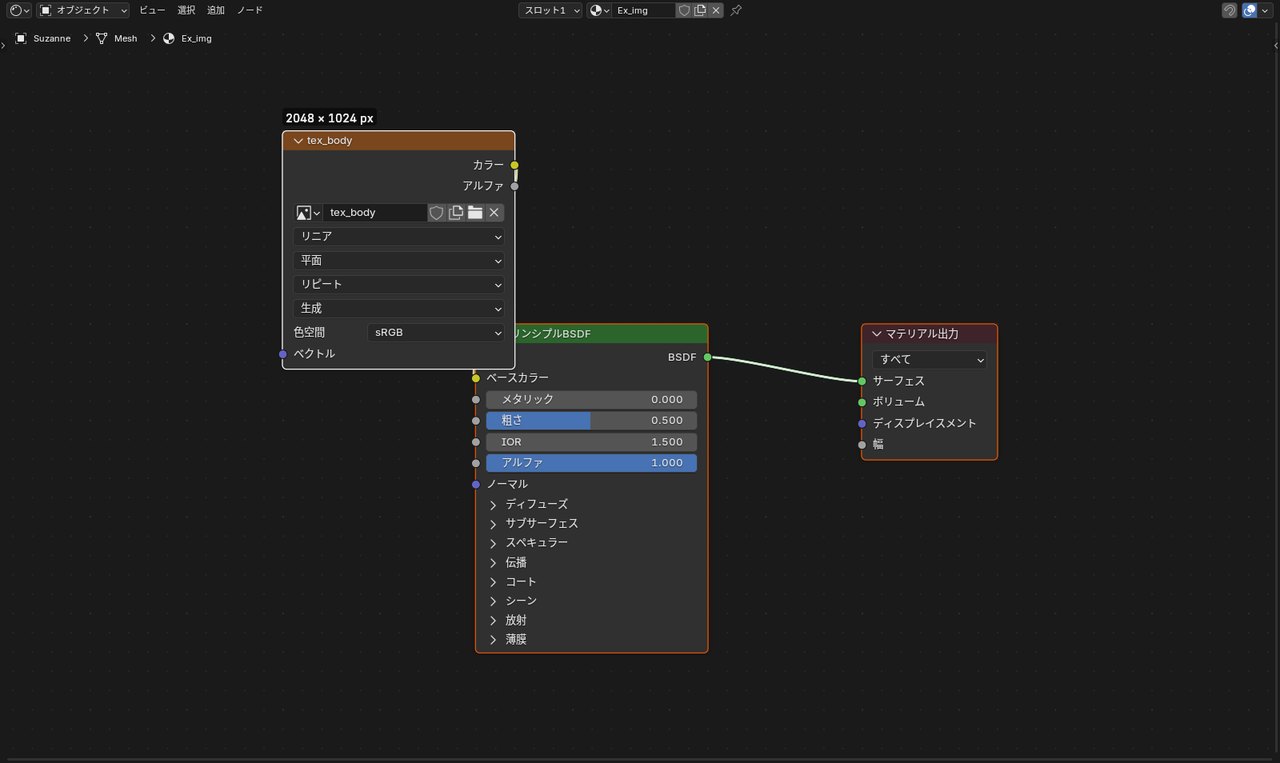 オブジェクト ビュー 選択 追加 ノード スロット1 Ex_img
Suzanne Mesh Ex_img
2048 × 1024 px
tex_body
カラー
アルファ
tex_body
リニア
平面
リピート
生成
色空間 sRGB
ベクトル
リンシプルBSDF
BSDF
ベースカラー
メタリック 0.000
粗さ 0.500
IOR 1.500
アルファ 1.000
ノーマル
ディフューズ
サブサーフェス
スペキュラー
伝播
コート
シーン
放射
薄膜
マテリアル出力
すべて
サーフェス
ボリューム
ディスプレイスメント
幅